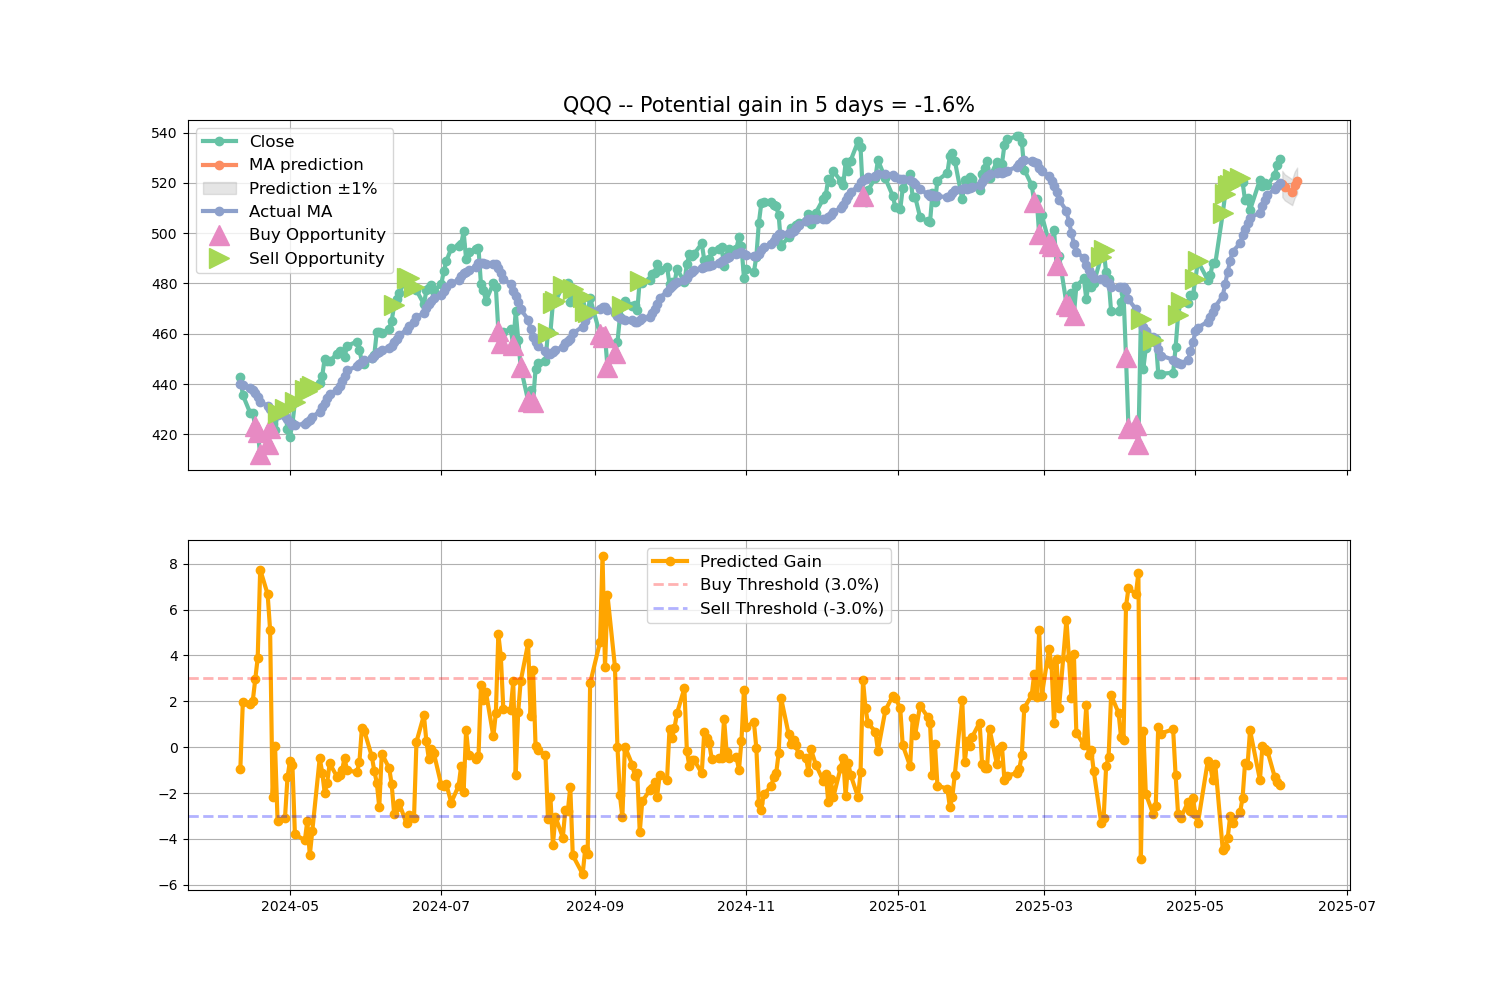 QQQ -- Potential gain in 5 days = -1.6%
540
520
500
480
460
440
420
Close
MA prediction
Prediction ±1%
Actual MA
Buy Opportunity
Sell Opportunity
8
6
4
2
0
−2
−4
−6
Predicted Gain
Buy Threshold (3.0%)
Sell Threshold (-3.0%)
2024-05 2024-07 2024-09 2024-11 2025-01 2025-03 2025-05 2025-07